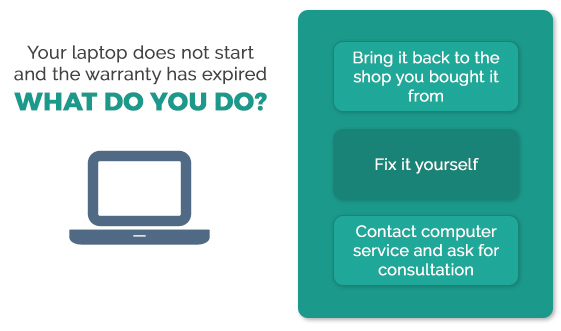 Your laptop does not start
and the warranty has expired
WHAT DO YOU DO?
Bring it back to the
shop you bought it
from
Fix it yourself
Contact computer
service and ask for
consultation